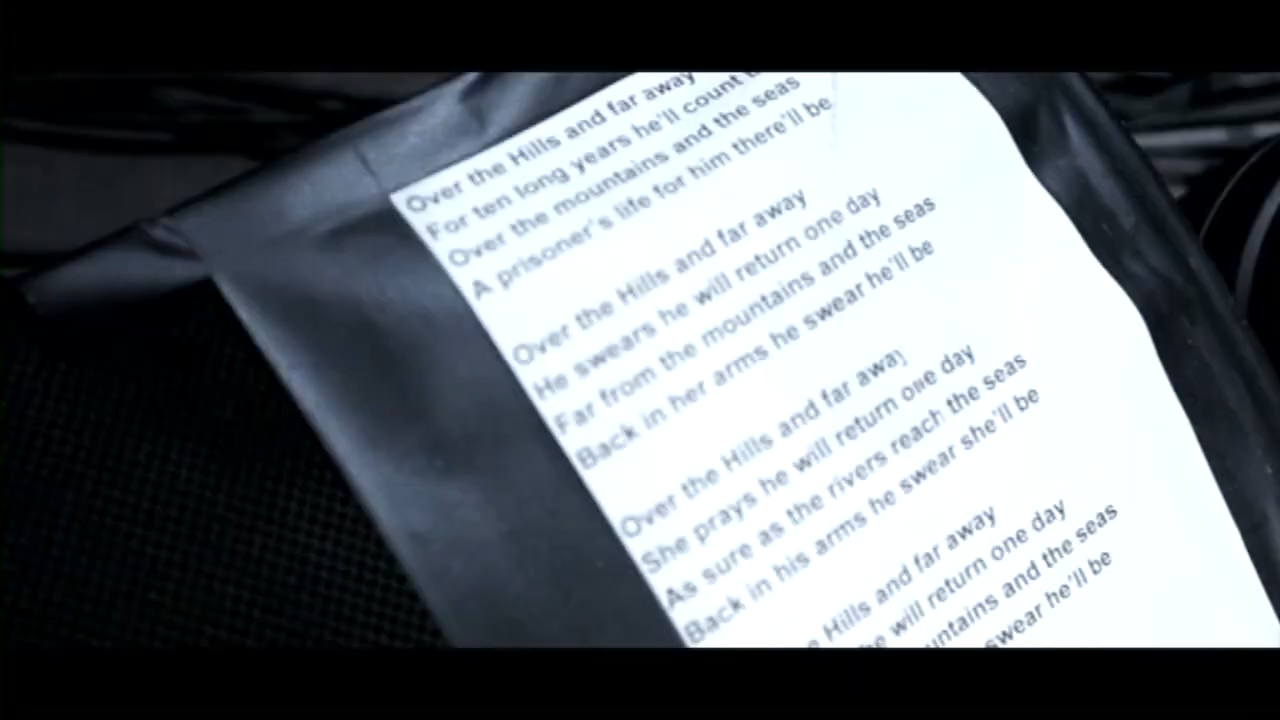 Over the Hills and far away
For ten long years he'll count
Over the mountains and the seas
A prisoner's life for him there'll be
Over the Hills and far away
He swears he will return one day
Far from the mountains and the seas
Back in her arms he swear he'll be
Over the Hills and far away
She prays he will return one day
As sure as the rivers reach the seas
Back in his arms he swear she'll be
Hills and far away
he will return one day
and the seas
swear he'll be